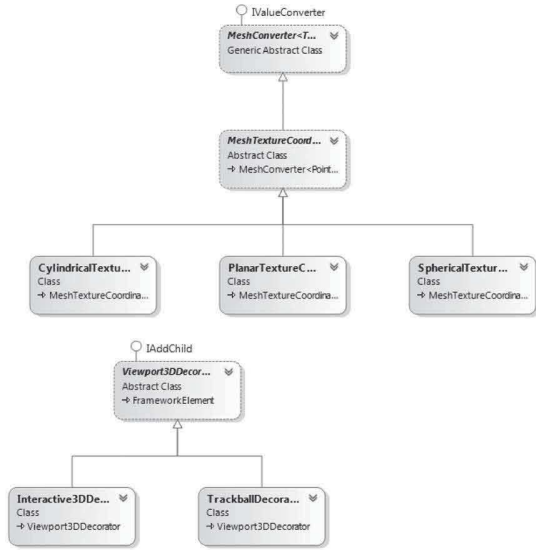 IValueConverter
MeshConverter<T...
Generic Abstract Class
MeshTextureCoord...
Abstract Class
MeshConverter<Point...
CylindricalTextu...
Class
MeshTextureCoordina...
PlanarTextureC...
Class
MeshTextureCoordina...
SphericalTextur...
Class
MeshTextureCoordina...
IAddChild
Viewport3DDecor...
Abstract Class
FrameworkElement
Interactive3DDe...
Class
Viewport3DDecorator
TrackballDecora...
Class
Viewport3DDecorator